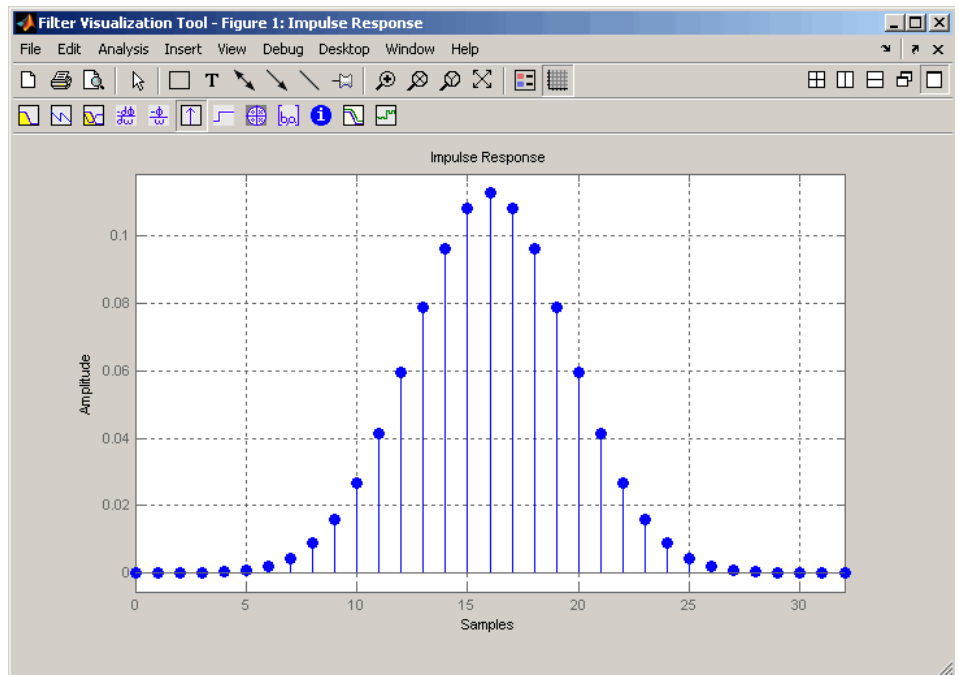 Filter Visualization Tool - Figure 1: Impulse Response
File Edit Analysis Insert View Debug Desktop Window Help
T
[b,a]
i
Impulse Response
0.1
0.08
0.06
0.04
0.02
0
Amplitude
0 5 10 15 20 25 30
Samples